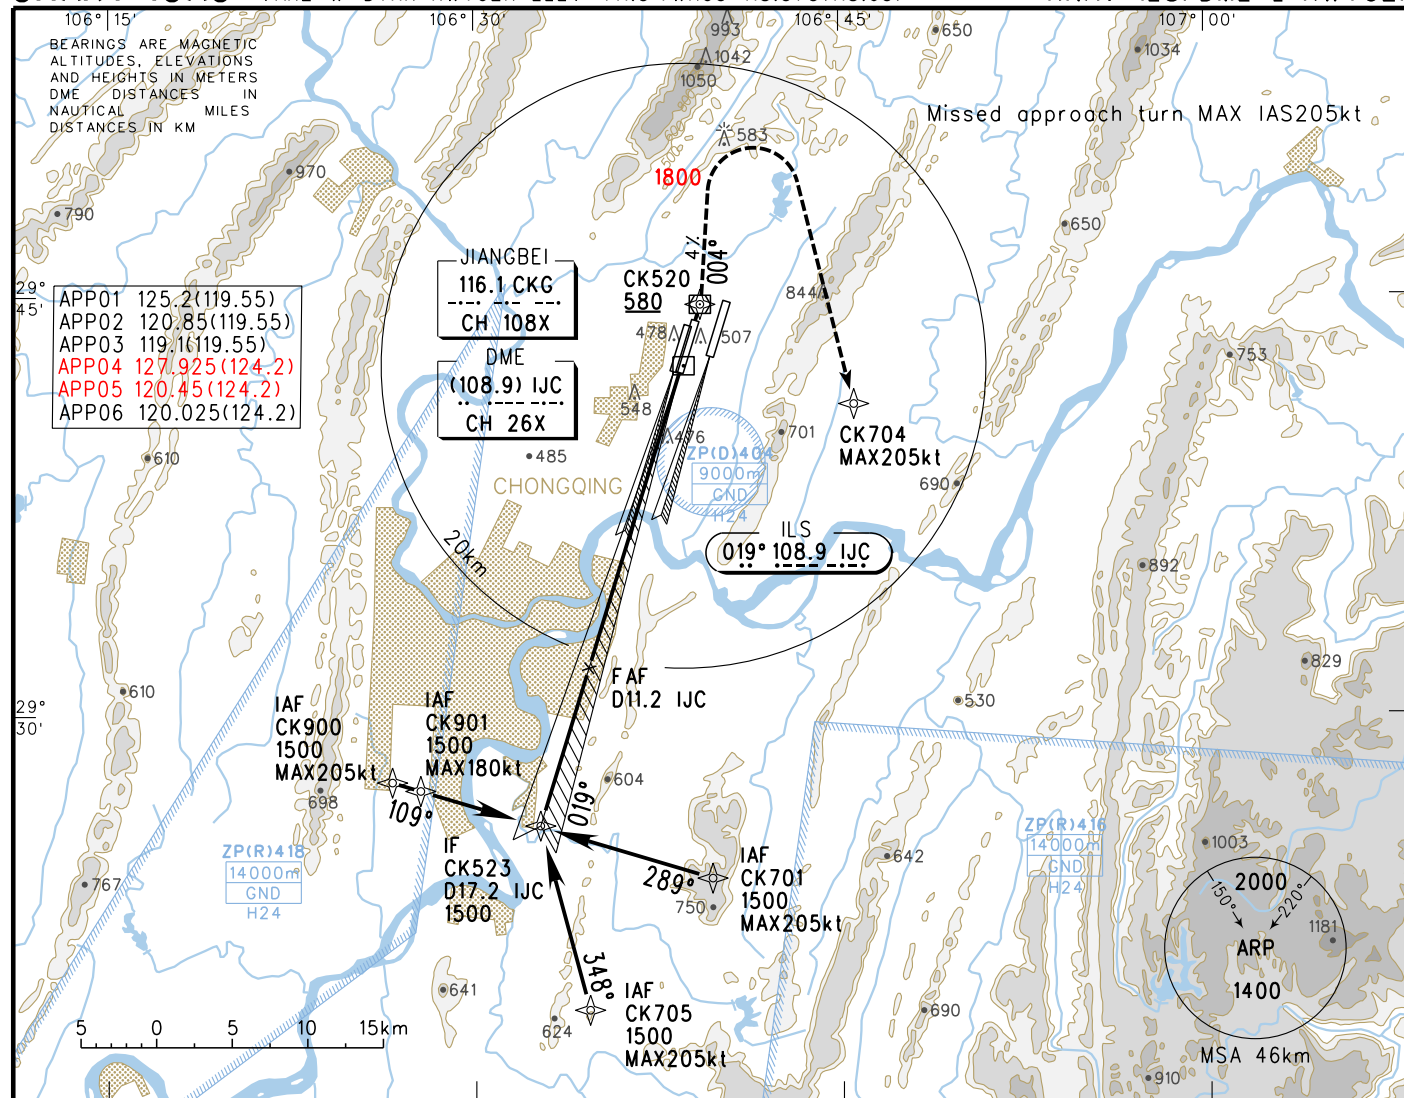 106°15'
106°30'
106°45'
107°00'
BEARINGS ARE MAGNETIC
ALTITUDES, ELEVATIONS
AND HEIGHTS IN METERS
DME DISTANCES IN
NAUTICAL MILES
DISTANCES IN KM
993
1042
1050
650
1034
Missed approach turn MAX IAS205kt
583
1800
970
790
650
JIANGBEI
116.1 CKG
CH 108X
CK520
580
4%
004°
844
29°
45'
APP01 125.2(119.55)
APP02 120.85(119.55)
APP03 119.1(119.55)
APP04 127.925(124.2)
APP05 120.45(124.2)
APP06 120.025(124.2)
478
507
753
DME
(108.9) IJC
CH 26X
548
476
701
CK704
MAX205kt
610
485
ZP(D)404
9000m
GND
H24
690
CHONGQING
20km
ILS
019° 108.9 IJC
892
829
FAF
D11.2 IJC
610
530
29°
30'
IAF
CK900
1500
MAX205kt
IAF
CK901
1500
MAX180kt
698
109°
604
019°
ZP(R)418
14000m
GND
H24
IF
CK523
D17.2 IJC
1500
289°
IAF
CK701
1500
MAX205kt
750
642
ZP(R)416
14000m
GND
H24
1003
767
2000
150°
220°
ARP
1400
1181
MSA 46km
641
348°
IAF
CK705
1500
MAX205kt
624
690
910
5 0 5 10 15km